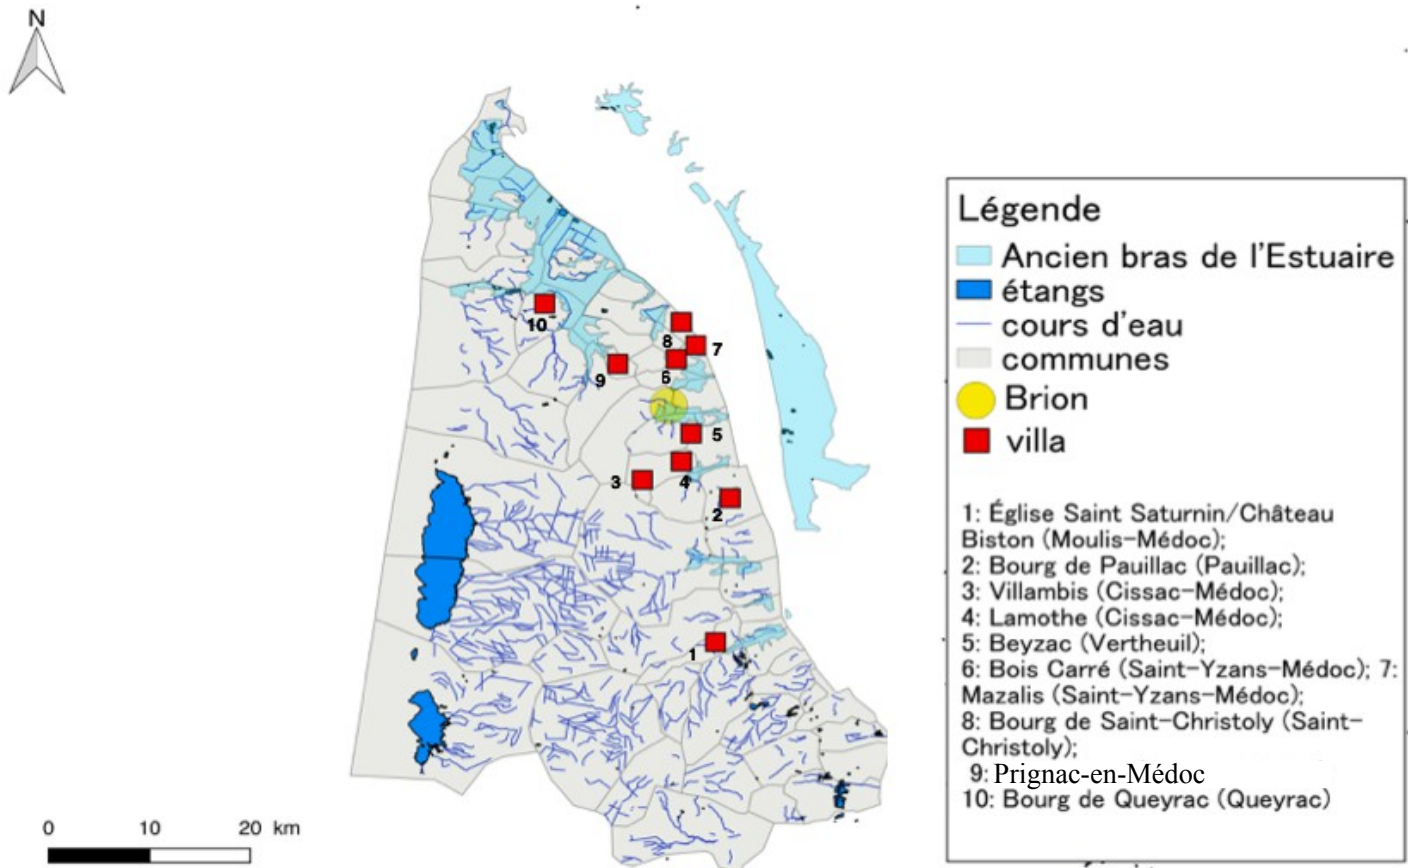 N
10
8
7
9
6
5
3
4
2
1
0 10 20 km
Légende
Ancien bras de l'Estuaire
étangs
cours d'eau
communes
Brion
villa
1: Église Saint Saturnin/Château
Biston (Moulis-Médoc);
2: Bourg de Pauillac (Pauillac);
3: Villambis (Cissac-Médoc);
4: Lamothe (Cissac-Médoc);
5: Beyzac (Vertheuil);
6: Bois Carré (Saint-Yzans-Médoc); 7:
Mazalis (Saint-Yzans-Médoc);
8: Bourg de Saint-Christoly (Saint-
Christoly);
9: Prignac-en-Médoc
10: Bourg de Queyrac (Queyrac)